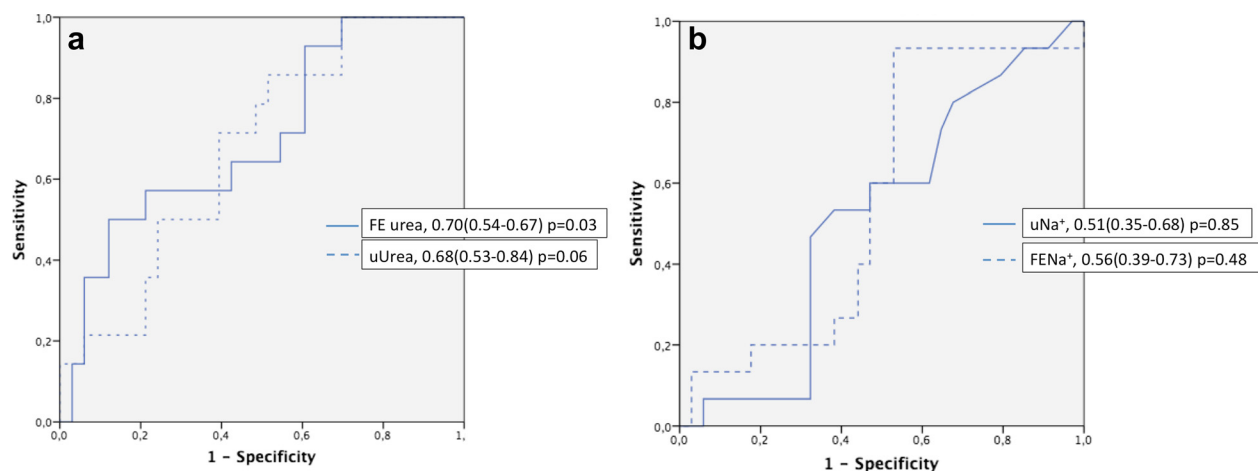 a
1,0
0,8
0,6
0,4
0,2
0,0
Sensitivity
FE urea, 0.70(0.54-0.67) p=0.03
uUrea, 0.68(0.53-0.84) p=0.06
0,0 0,2 0,4 0,6 0,8 1,
1 - Specificity
b
1,0
0,8
0,6
0,4
0,2
0,0
Sensitivity
uNa⁺, 0.51(0.35-0.68) p=0.85
FENa⁺, 0.56(0.39-0.73) p=0.48
0,0 0,2 0,4 0,6 0,8 1,0
1 - Specificity